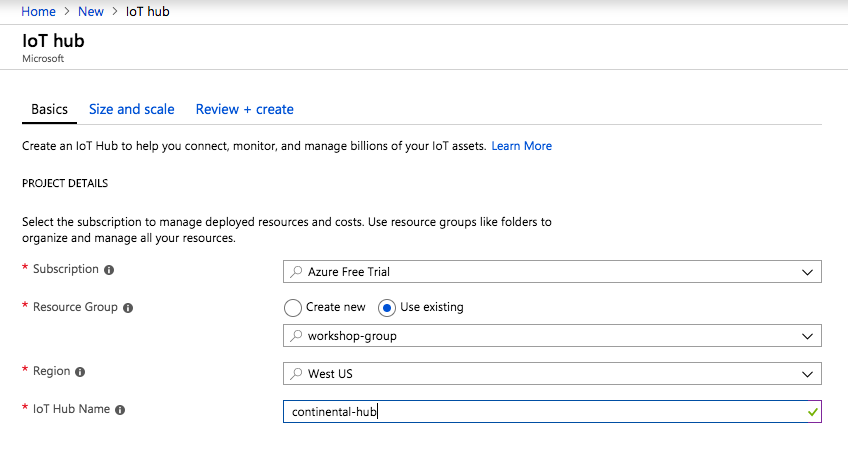 Home > New > IoT hub
IoT hub
Microsoft
Basics Size and scale Review + create
Create an IoT Hub to help you connect, monitor, and manage billions of your IoT assets. Learn More
PROJECT DETAILS
Select the subscription to manage deployed resources and costs. Use resource groups like folders to
organize and manage all your resources.
* Subscription Azure Free Trial
* Resource Group Create new Use existing
workshop-group
* Region West US
* IoT Hub Name continental-hub